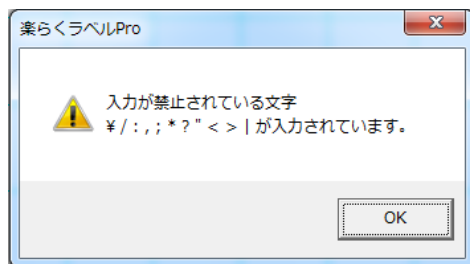 楽らくラベルPro
入力が禁止されている文字
¥ / : , ; * ? " < > | が入力されています。
OK